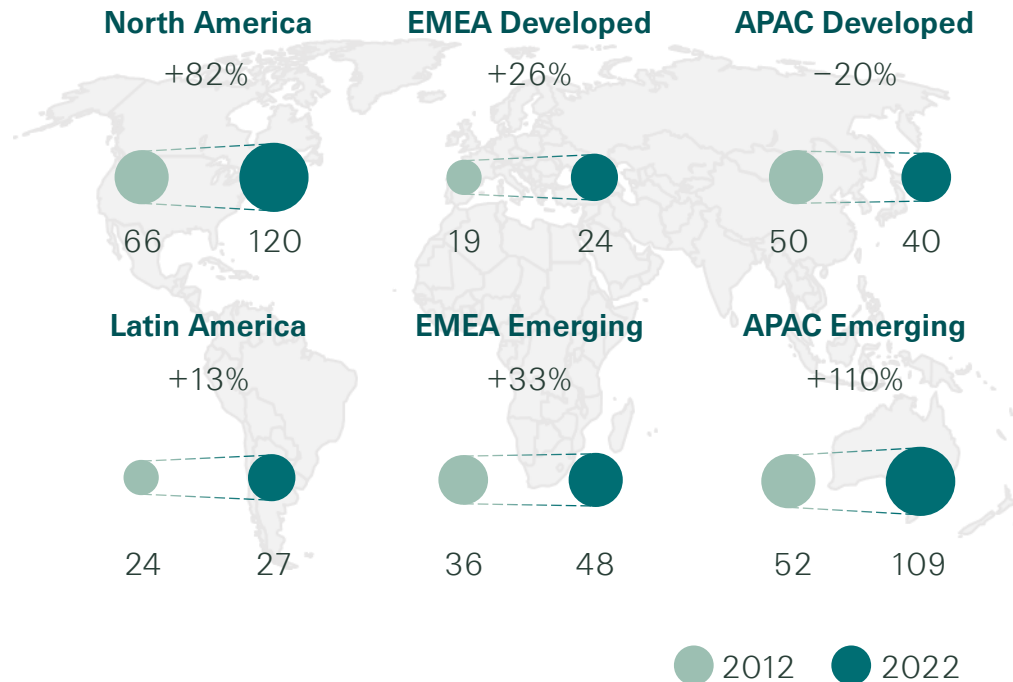 North America
+82%
66 120
EMEA Developed
+26%
19 24
APAC Developed
−20%
50 40
Latin America
+13%
24 27
EMEA Emerging
+33%
36 48
APAC Emerging
+110%
52 109
2012 2022